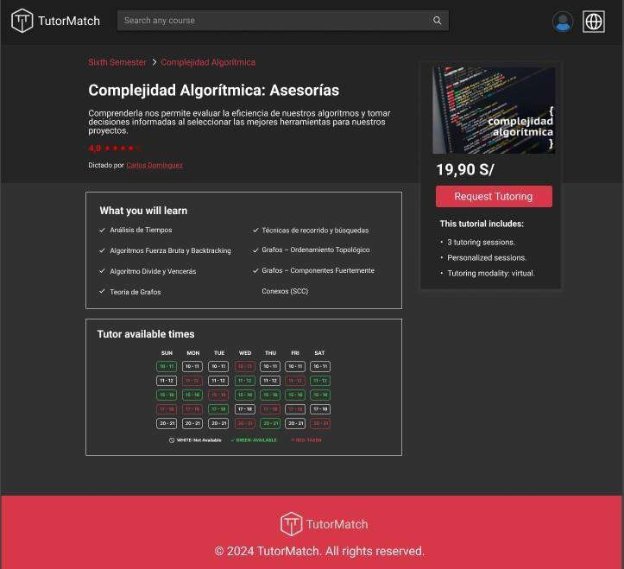 TutorMatch
Search any course
Sixth Semester > Complejidad Algorítmica
Complejidad Algorítmica: Asesorías
Comprenderla nos permite evaluar la eficiencia de nuestros algoritmos y tomar
decisiones informadas al seleccionar las mejores herramientas para nuestros
proyectos.
4,9
Dictado por Carlos Domínguez
{
complejidad
algorítmica
}
19,90 S/
Request Tutoring
This tutorial includes:
• 3 tutoring sessions.
• Personalized sessions.
• Tutoring modality: virtual.
What you will learn
Análisis de Tiempos
Algoritmos Fuerza Bruta y Backtracking
Algoritmo Divide y Vencerás
Teoría de Grafos
Técnicas de recorrido y búsquedas
Grafos – Ordenamiento Topológico
Grafos – Componentes Fuertemente
Conexos (SCC)
Tutor available times
SUN MON TUE WED THU FRI SAT
10 - 11 10 - 11 10 - 11 10 - 11 10 - 11 10 - 11 10 - 11
11 - 12 11 - 12 11 - 12 11 - 12 11 - 12 11 - 12 11 - 12
15 - 16 15 - 16 15 - 16 15 - 16 15 - 16 15 - 16 15 - 16
17 - 18 17 - 18 17 - 18 17 - 18 17 - 18 17 - 18 17 - 18
20 - 21 20 - 21 20 - 21 20 - 21 20 - 21 20 - 21 20 - 21
WHITE: Not Available GREEN: AVAILABLE RED: TAKEN
TutorMatch
© 2024 TutorMatch. All rights reserved.